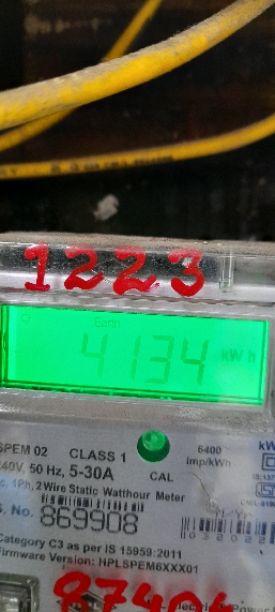 1223
Earth
4134 kWh
SPEM 02 CLASS 1
240V, 50 Hz, 5-30A CAL
6400
imp/kWh
1Ph, 2 Wire Static Watthour Meter
S. No. 869908
Category C3 as per IS 15959:2011
Firmware Version: HPLSPEM6XXX01